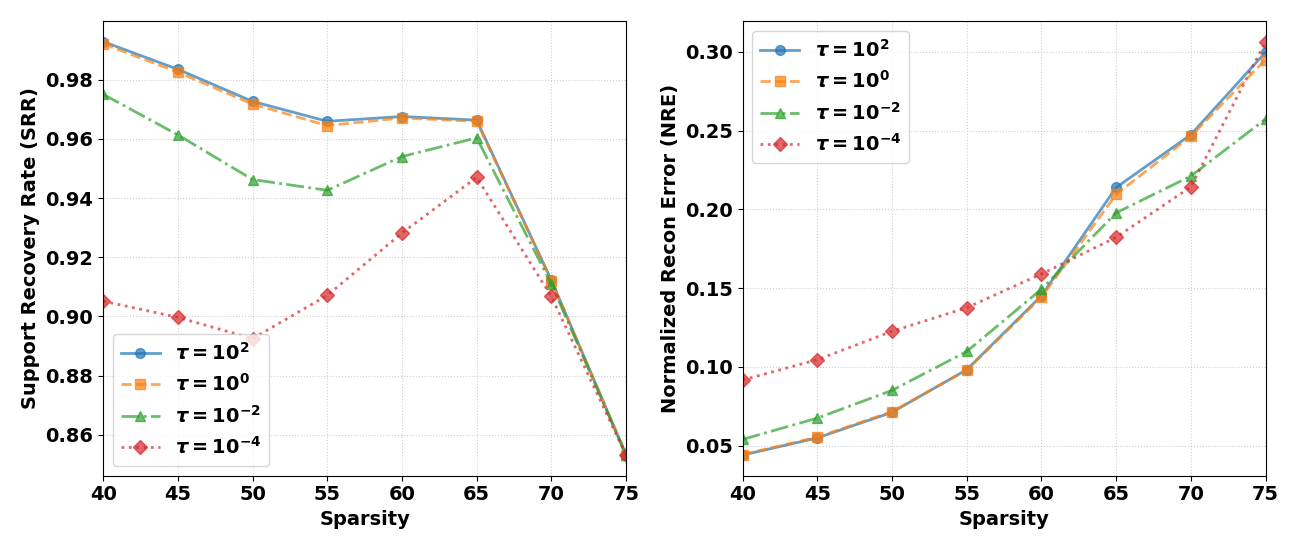 Support Recovery Rate (SRR)
0.98
0.96
0.94
0.92
0.90
0.88
0.86
τ = 10²
τ = 10⁰
τ = 10⁻²
τ = 10⁻⁴
40 45 50 55 60 65 70 75
Sparsity
Normalized Recon Error (NRE)
0.30
0.25
0.20
0.15
0.10
0.05
τ = 10²
τ = 10⁰
τ = 10⁻²
τ = 10⁻⁴
40 45 50 55 60 65 70 75
Sparsity